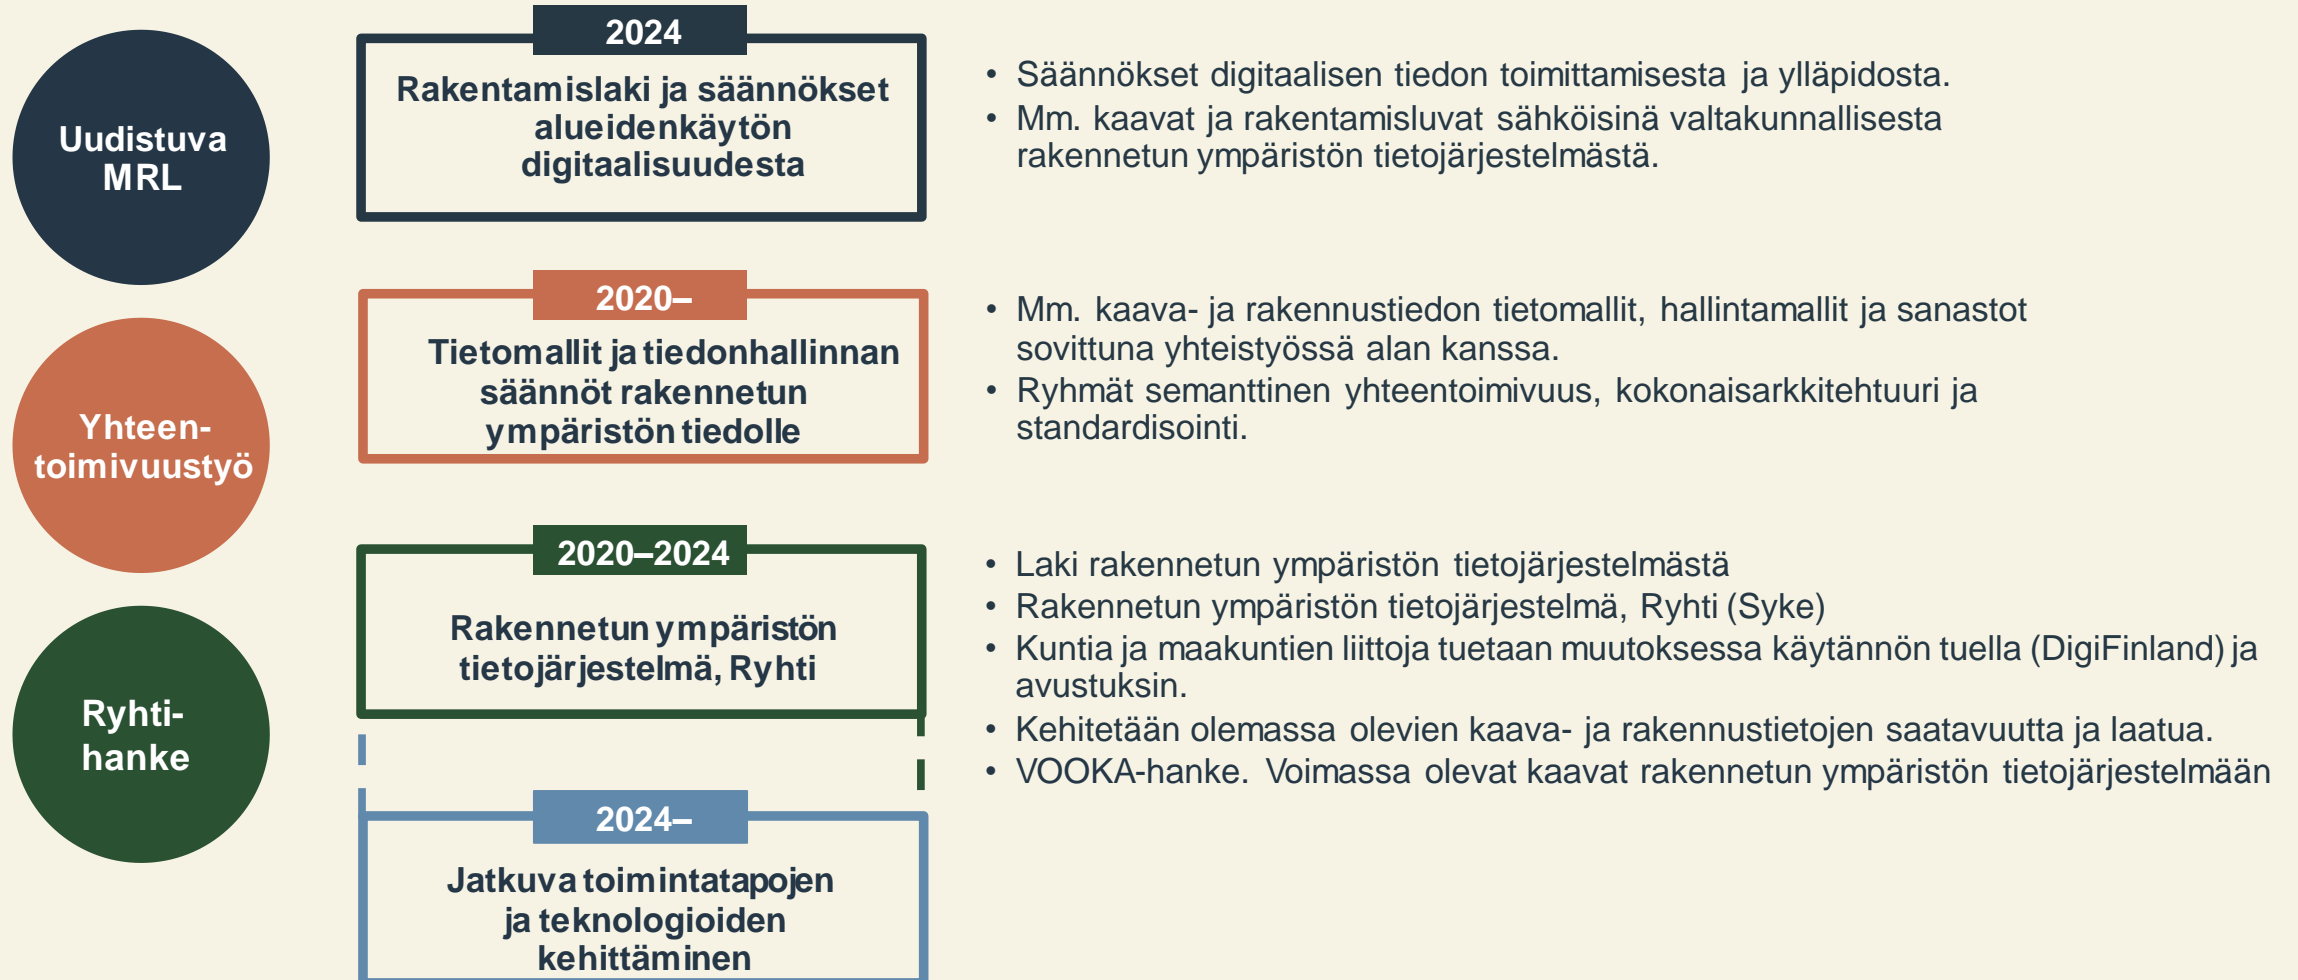 Uudistuva
MRL
2024
Rakentamislaki ja säännökset
alueidenkäytön
digitaalisuudesta
• Säännökset digitaalisen tiedon toimittamisesta ja ylläpidosta.
• Mm. kaavat ja rakentamisluvat sähköisinä valtakunnallisesta
rakennetun ympäristön tietojärjestelmästä.
Yhteen-
toimivuustyö
2020–
Tietomallit ja tiedonhallinnan
säännöt rakennetun
ympäristön tiedolle
• Mm. kaava- ja rakennustiedon tietomallit, hallintamallit ja sanastot
sovittuna yhteistyössä alan kanssa.
• Ryhmät semanttinen yhteentoimivuus, kokonaisarkkitehtuuri ja
standardisointi.
Ryhti-
hanke
2020–2024
Rakennetun ympäristön
tietojärjestelmä, Ryhti
• Laki rakennetun ympäristön tietojärjestelmästä
• Rakennetun ympäristön tietojärjestelmä, Ryhti (Syke)
• Kuntia ja maakuntien liittoja tuetaan muutoksessa käytännön tuella (DigiFinland) ja
avustuksin.
• Kehitetään olemassa olevien kaava- ja rakennustietojen saatavuutta ja laatua.
• VOOKA-hanke. Voimassa olevat kaavat rakennetun ympäristön tietojärjestelmään
2024–
Jatkuva toimintatapojen
ja teknologioiden
kehittäminen